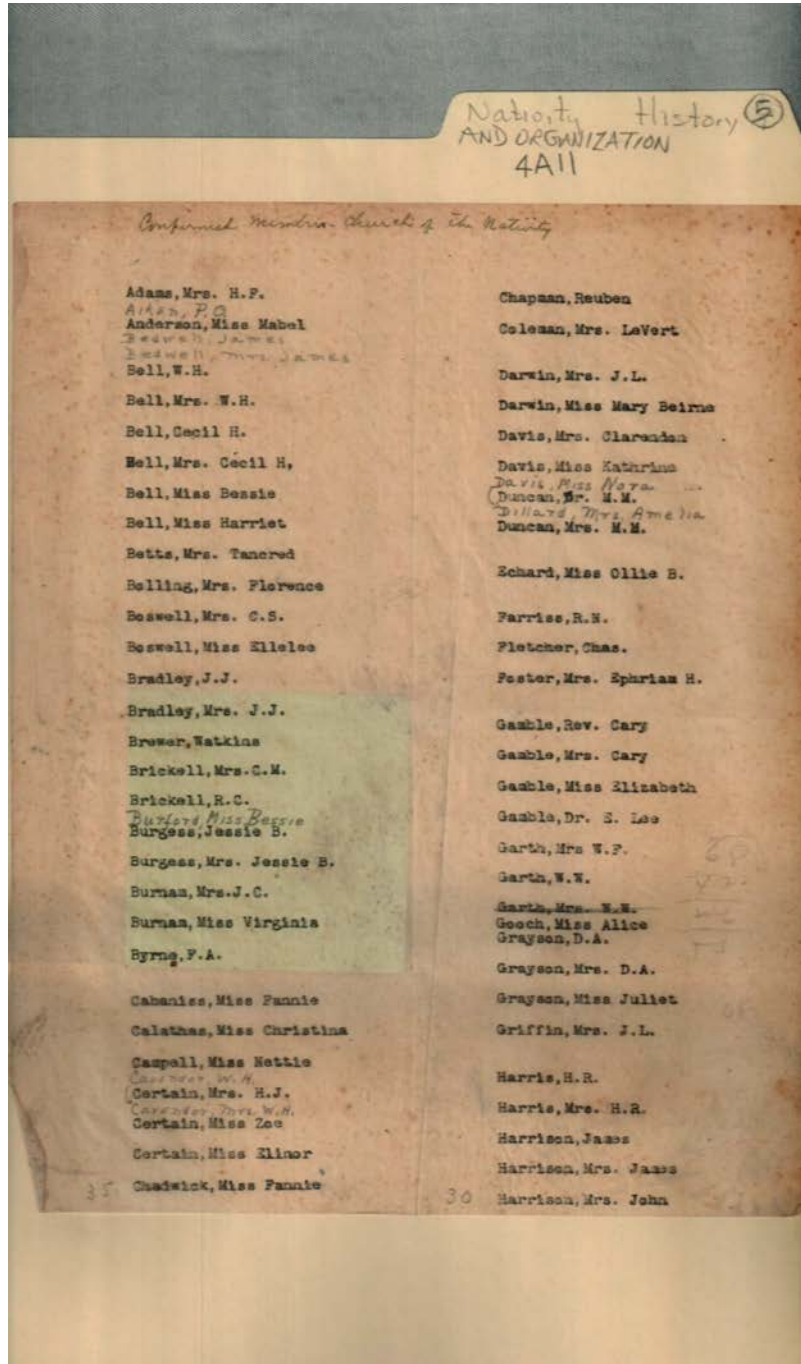 Nativity History 5
AND ORGANIZATION
4A11
Confirmed Members Church of the Nativity
Adams,Mrs. H.F.
Aiken, P.O
Anderson,Miss Mabel
Bedwell, James
Bedwell, Mrs James
Bell,W.H.
Bell,Mrs. W.H.
Bell,Cecil H.
Bell,Mrs. Cecil H,
Bell,Miss Bessie
Bell,Miss Harriet
Betts,Mrs. Tancred
Bolling,Mrs. Florence
Boswell,Mrs. C.S.
Boswell,Miss Ellelee
Bradley,J.J.
Bradley,Mrs. J.J.
Brewer,Watkins
Brickell,Mrs.C.M.
Brickell,R.C.
Burford, Miss Bessie
Burgess,Jessie B.
Burgess,Mrs. Jessie B.
Burnam,Mrs.J.C.
Burnam,Miss Virginia
Byrne,F.A.
Cabaniss,Miss Fannie
Calathas,Miss Christina
Campell,Miss Nettie
Cavender, W.H.
(Certain,Mrs. H.J.
Cavender, Mrs W.H.
Certain,Miss Zoe
Certain,Miss Elinor
35 Chadwick,Miss Fannie
Chapman,Reuben
Coleman,Mrs. LeVert
Darwin,Mrs. J.L.
Darwin,Miss Mary Beirne
Davis,Mrs. Clarendon
Davis,Miss Kathrine
Davis, Miss Nora
(Duncan,Dr. M.M.
Dillard, Mrs Amelia
Duncan,Mrs. M.M.
Echard,Miss Ollie B.
Farriss,R.N.
Fletcher,Chas.
Foster,Mrs. Ephriam H.
Gamble,Rev. Cary
Gamble,Mrs. Cary
Gamble,Miss Elizabeth
Gamble,Dr. E. Lee
Garth,Mrs W.F.
Garth,W.W.
Garth,Mrs. W.W.
Gooch,Miss Alice
Grayson,D.A.
Grayson,Mrs. D.A.
Grayson,Miss Juliet
Griffin,Mrs. J.L.
Harris,H.R.
Harris,Mrs. H.R.
Harrison,James
Harrison,Mrs. James
30 Harrison,Mrs. John